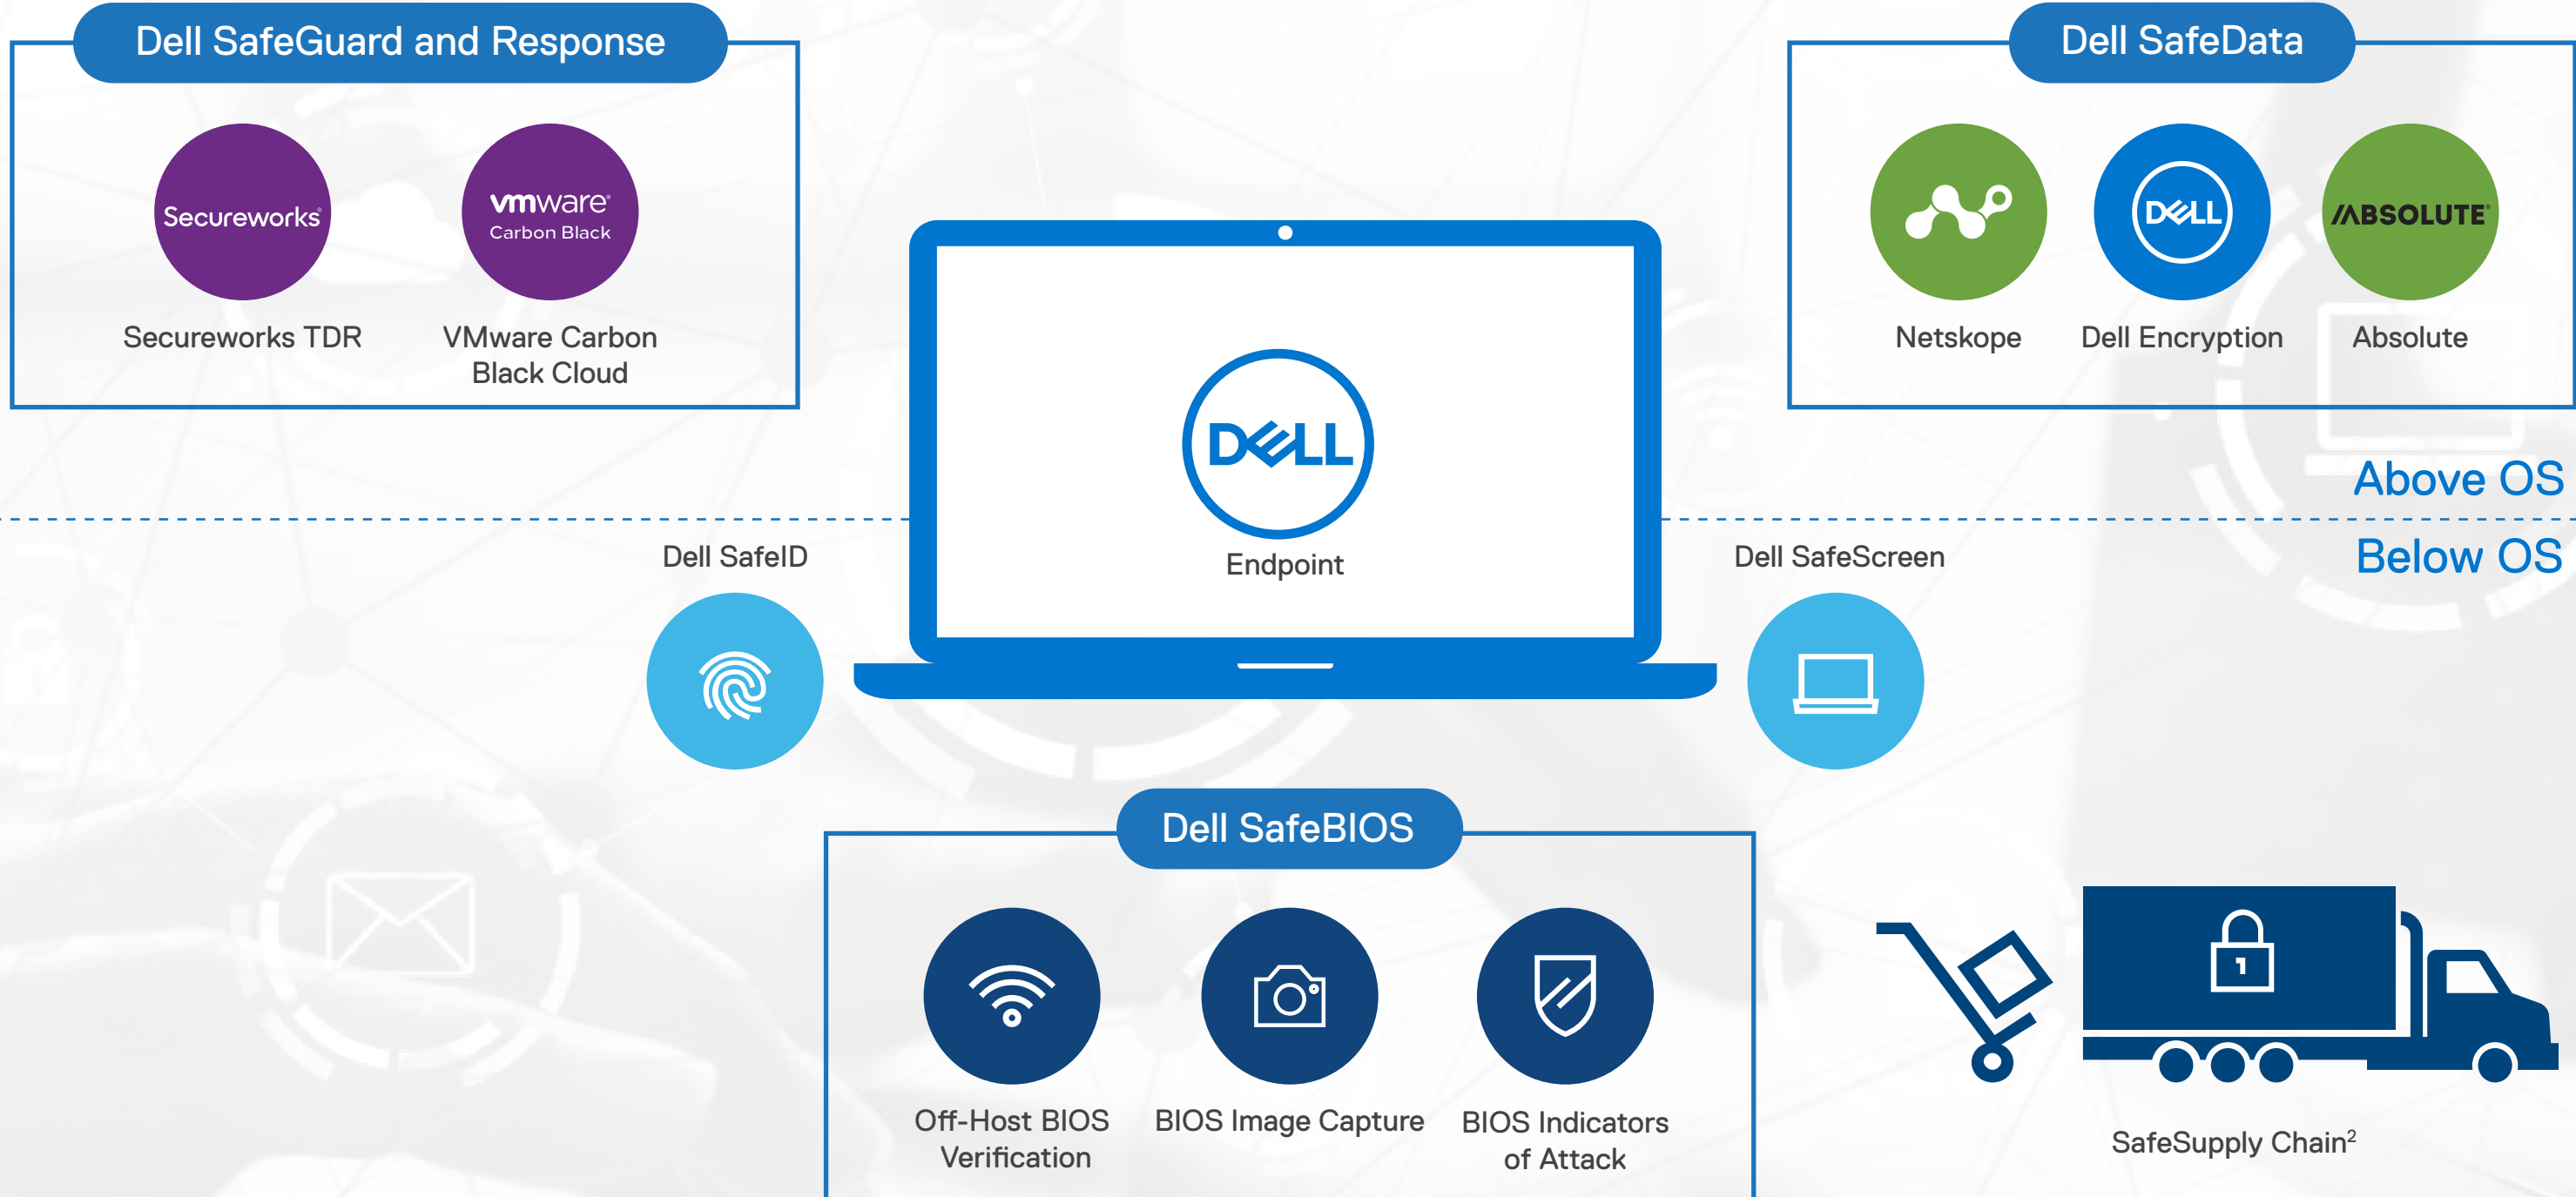 Dell SafeGuard and Response
Secureworks®
vmware®
Carbon Black
Secureworks TDR
VMware Carbon
Black Cloud
Dell SafeData
DELL
ABSOLUTE®
Netskope
Dell Encryption
Absolute
DELL
Endpoint
Above OS
Below OS
Dell SafeID
Dell SafeScreen
Dell SafeBIOS
Off-Host BIOS
Verification
BIOS Image Capture
BIOS Indicators
of Attack
1
SafeSupply Chain²